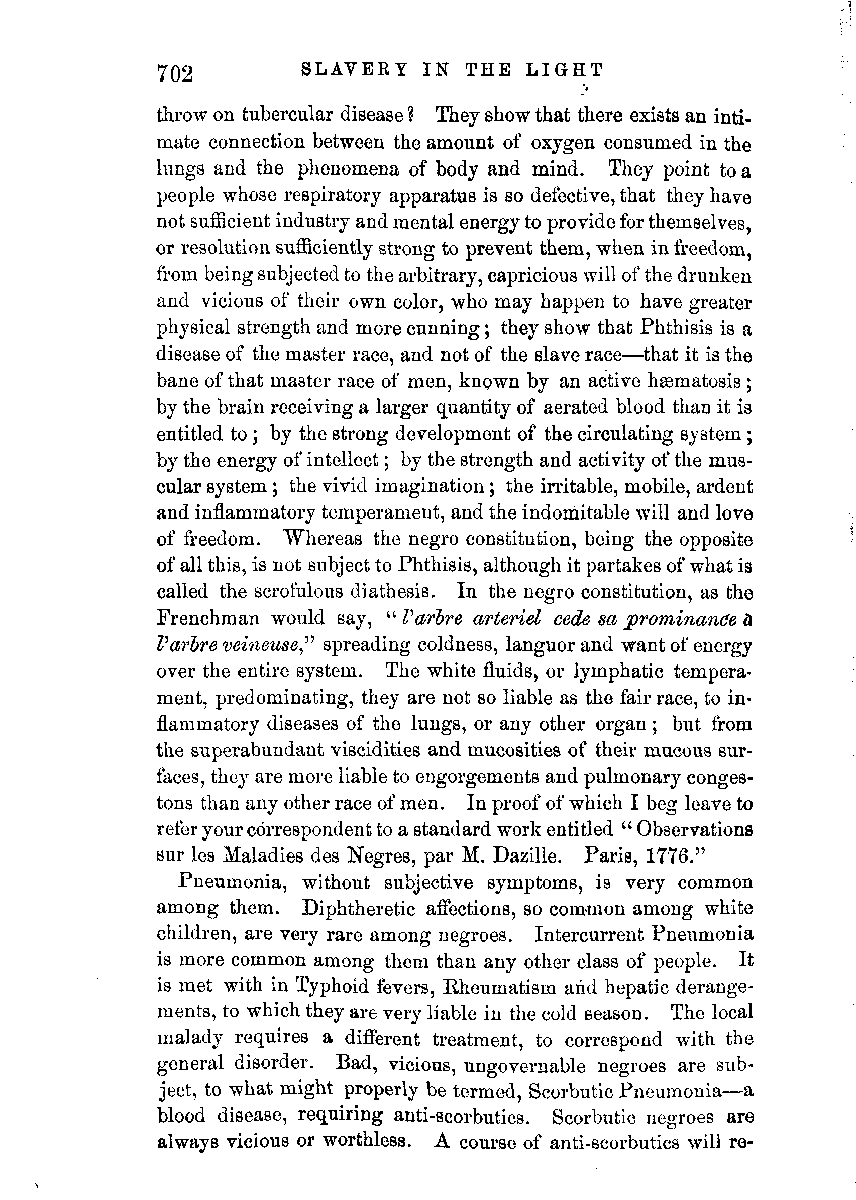 702 SLAVERY IN THE LIGHT
throw on tubercular disease? They show that there exists an inti-
mate connection between the amount of oxygen consumed in the
lungs and the phenomena of body and mind. They point to a
people whose respiratory apparatus is so defective, that they have
not sufficient industry and mental energy to provide for themselves,
or resolution sufficiently strong to prevent them, when in freedom,
from being subjected to the arbitrary, capricious will of the drunken
and vicious of their own color, who may happen to have greater
physical strength and more cunning; they show that Phthisis is a
disease of the master race, and not of the slave race—that it is the
bane of that master race of men, known by an active hæmatosis;
by the brain receiving a larger quantity of aerated blood than it is
entitled to; by the strong development of the circulating system;
by the energy of intellect; by the strength and activity of the mus-
cular system; the vivid imagination; the irritable, mobile, ardent
and inflammatory temperament, and the indomitable will and love
of freedom. Whereas the negro constitution, being the opposite
of all this, is not subject to Phthisis, although it partakes of what is
called the scrofulous diathesis. In the negro constitution, as the
Frenchman would say, "l'arbre arteriel cede sa prominance à
l'arbre veineuse," spreading coldness, languor and want of energy
over the entire system. The white fluids, or lymphatic tempera-
ment, predominating, they are not so liable as the fair race, to in-
flammatory diseases of the lungs, or any other organ; but from
the superabundant viscidities and mucosities of their mucous sur-
faces, they are more liable to engorgements and pulmonary conges-
tons than any other race of men. In proof of which I beg leave to
refer your correspondent to a standard work entitled "Observations
sur les Maladies des Negres, par M. Dazille. Paris, 1776."
Pneumonia, without subjective symptoms, is very common
among them. Diphtheretic affections, so common among white
children, are very rare among negroes. Intercurrent Pneumonia
is more common among them than any other class of people. It
is met with in Typhoid fevers, Rheumatism and hepatic derange-
ments, to which they are very liable in the cold season. The local
malady requires a different treatment, to correspond with the
general disorder. Bad, vicious, ungovernable negroes are sub-
ject, to what might properly be termed, Scorbutic Pneumonia—a
blood disease, requiring anti-scorbutics. Scorbutic negroes are
always vicious or worthless. A course of anti-scorbutics will re-